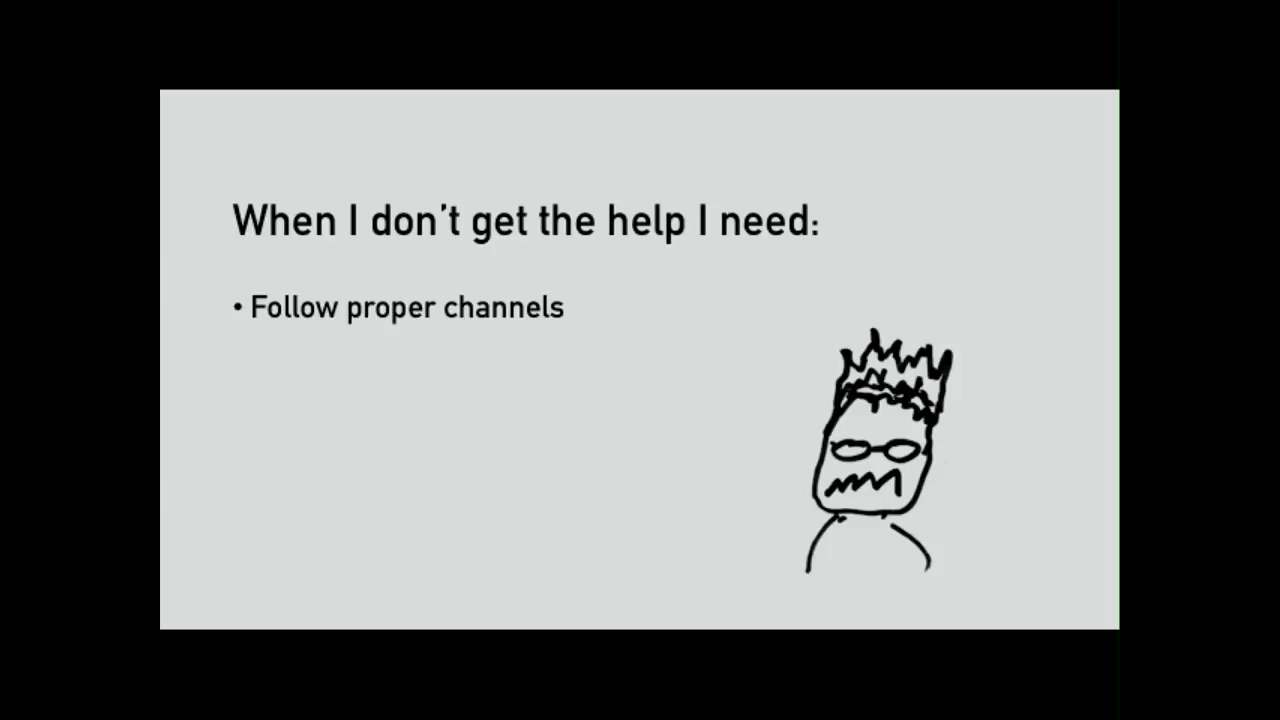 When I don't get the help I need:
• Follow proper channels